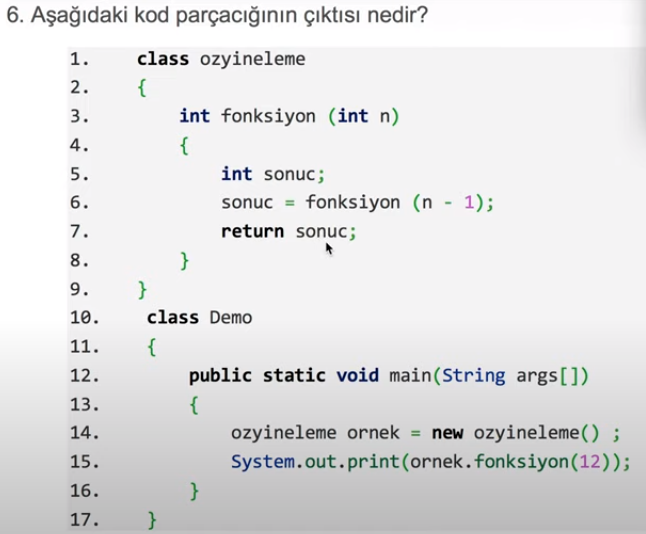 6. Aşağıdaki kod parçacığının çıktısı nedir?
1. class ozyineleme
2. {
3. int fonksiyon (int n)
4. {
5. int sonuc;
6. sonuc = fonksiyon (n - 1);
7. return sonuc;
8. }
9. }
10. class Demo
11. {
12. public static void main(String args[])
13. {
14. ozyineleme ornek = new ozyineleme() ;
15. System.out.print(ornek.fonksiyon(12));
16. }
17. }